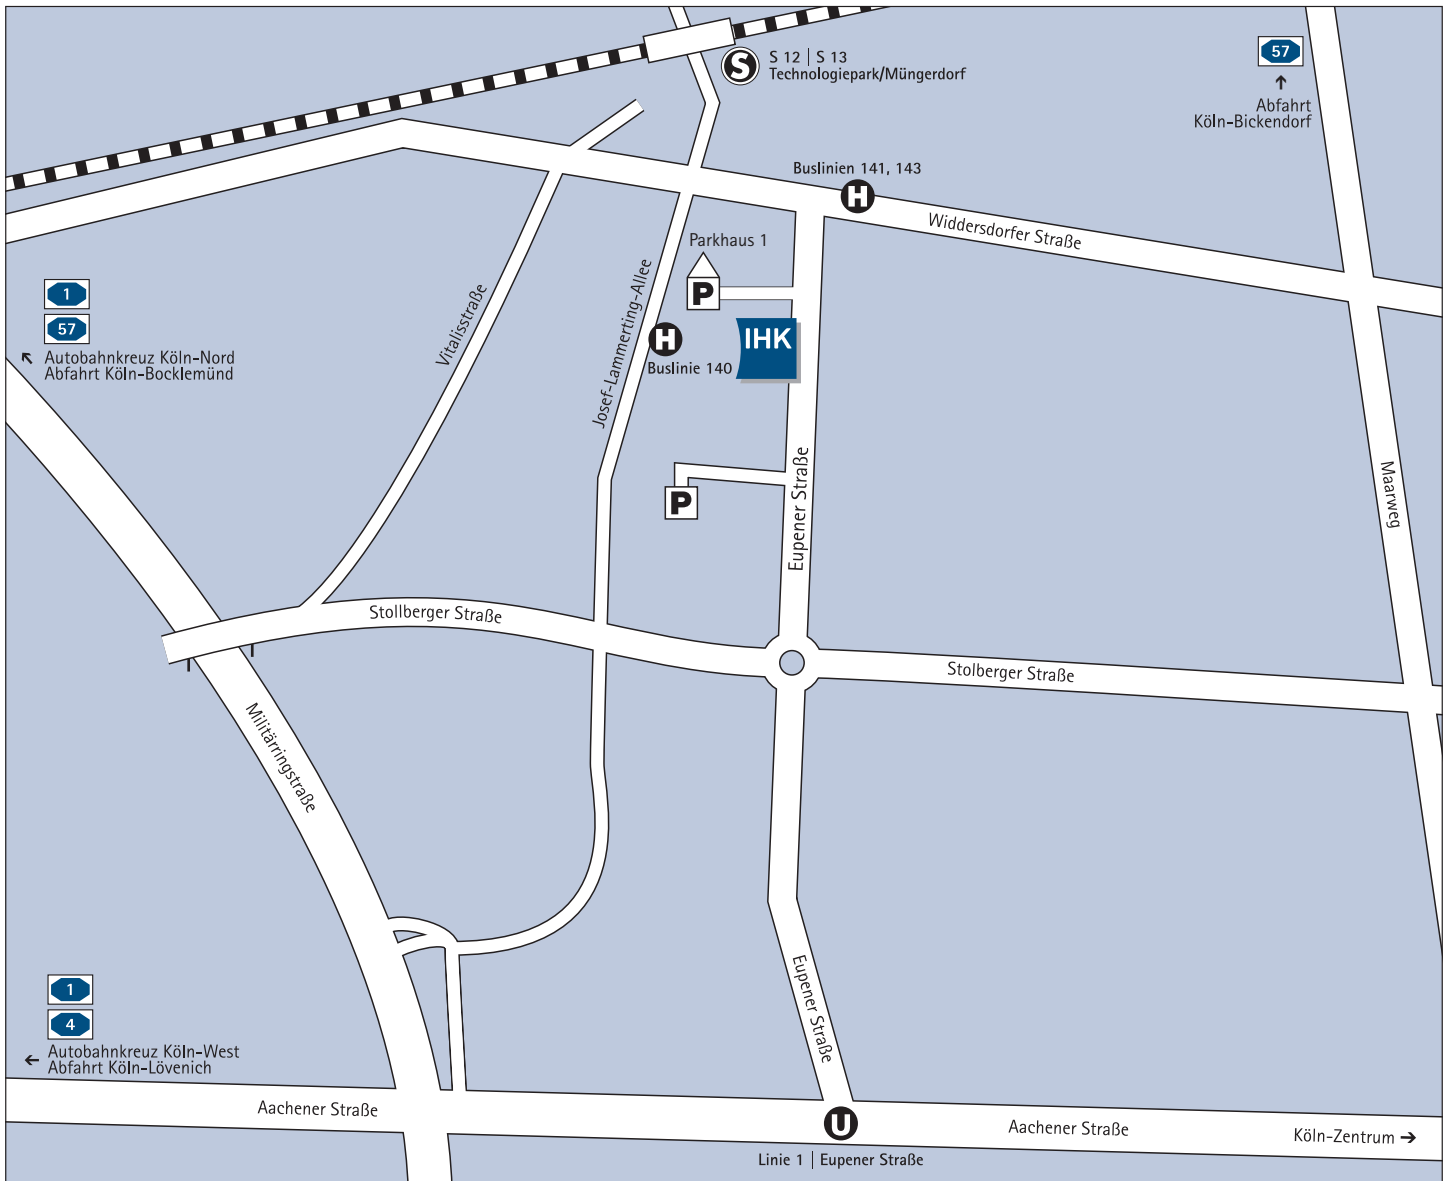 S
S 12 | S 13
Technologiepark/Müngerdorf
57
↑
Abfahrt
Köln-Bickendorf
Buslinien 141, 143
H
Widdersdorfer Straße
Parkhaus 1
P
1
57
↖ Autobahnkreuz Köln-Nord
Abfahrt Köln-Bocklemünd
Vitalisstraße
Josef-Lammerting-Allee
H
Buslinie 140
IHK
Eupener Straße
P
Maarweg
Stollberger Straße
Stolberger Straße
Militärringstraße
Eupener Straße
1
4
← Autobahnkreuz Köln-West
Abfahrt Köln-Lövenich
Aachener Straße
U
Aachener Straße
Köln-Zentrum →
Linie 1 | Eupener Straße